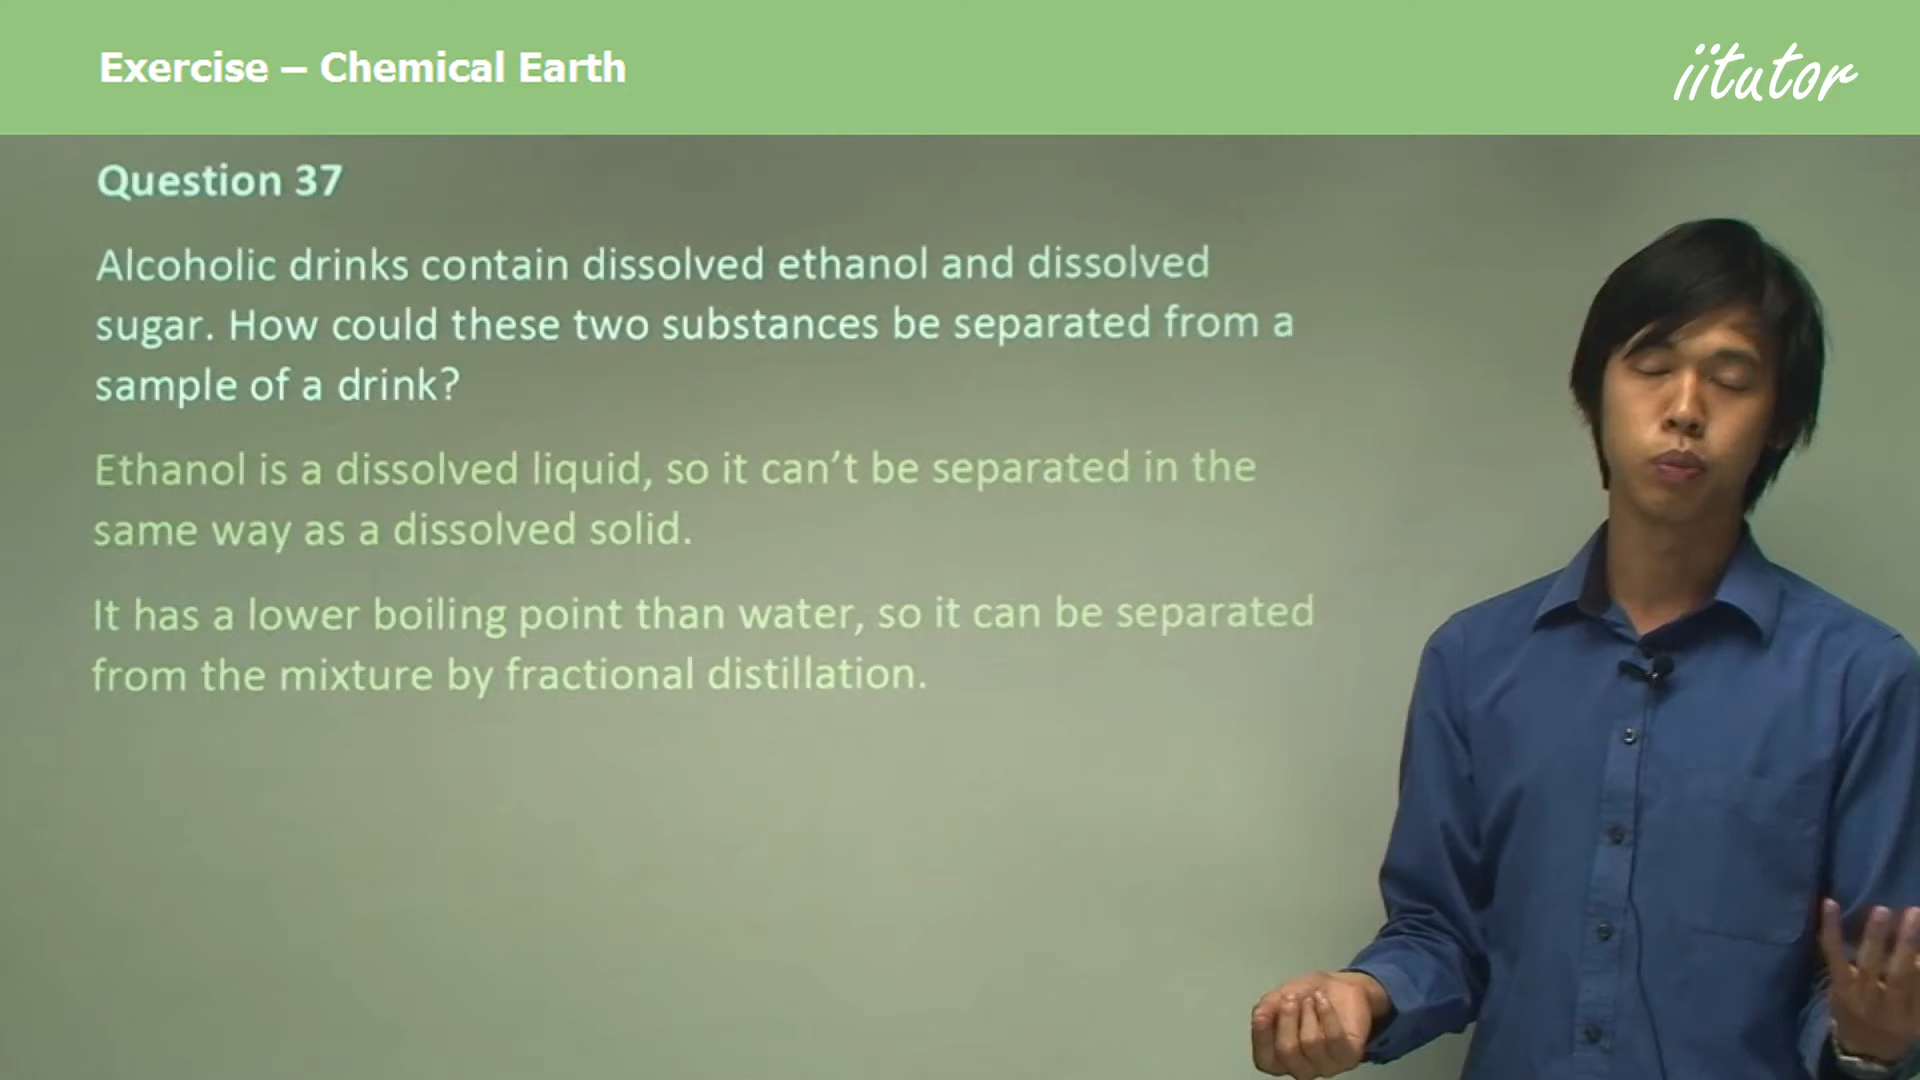 Exercise – Chemical Earth
iitutor
Question 37
Alcoholic drinks contain dissolved ethanol and dissolved
sugar. How could these two substances be separated from a
sample of a drink?
Ethanol is a dissolved liquid, so it can’t be separated in the
same way as a dissolved solid.
It has a lower boiling point than water, so it can be separated
from the mixture by fractional distillation.